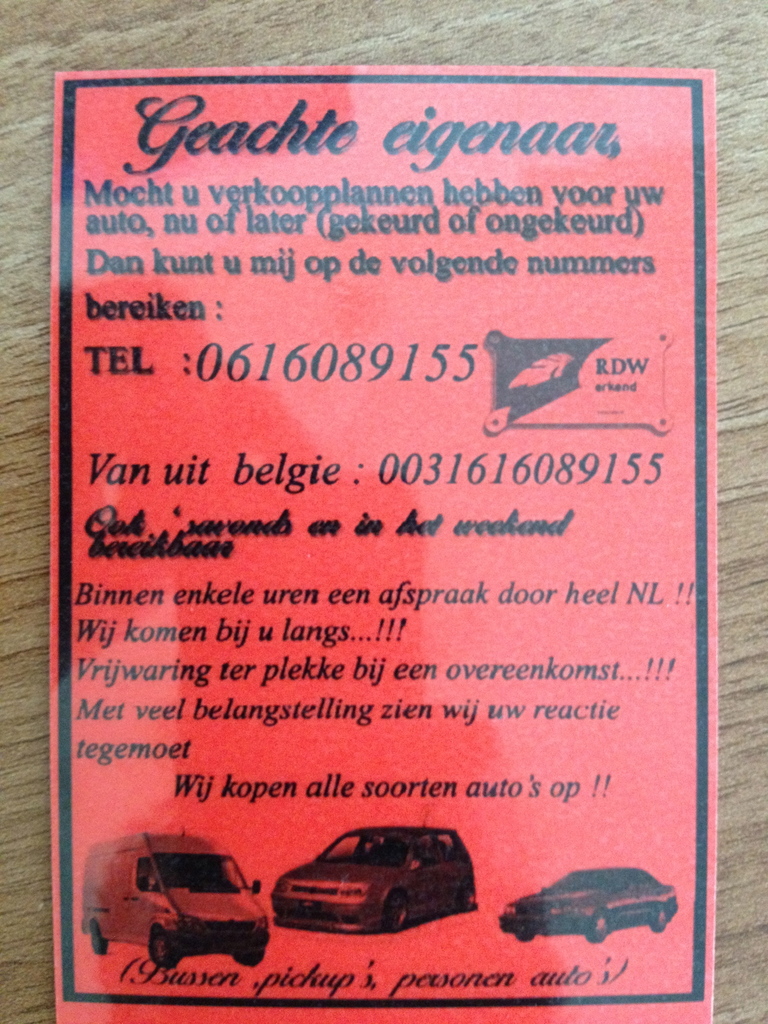 Geachte eigenaar,
Mocht u verkoopplannen hebben voor uw
auto, nu of later (gekeurd of ongekeurd)
Dan kunt u mij op de volgende nummers
bereiken :
TEL :0616089155
RDW
erkend
Van uit belgie : 0031616089155
Ook 'savonds en in het weekend
bereikbaar
Binnen enkele uren een afspraak door heel NL !!
Wij komen bij u langs...!!!
Vrijwaring ter plekke bij een overeenkomst...!!!
Met veel belangstelling zien wij uw reactie
tegemoet
Wij kopen alle soorten auto's op !!
(Bussen ,pickup's, personen auto's)